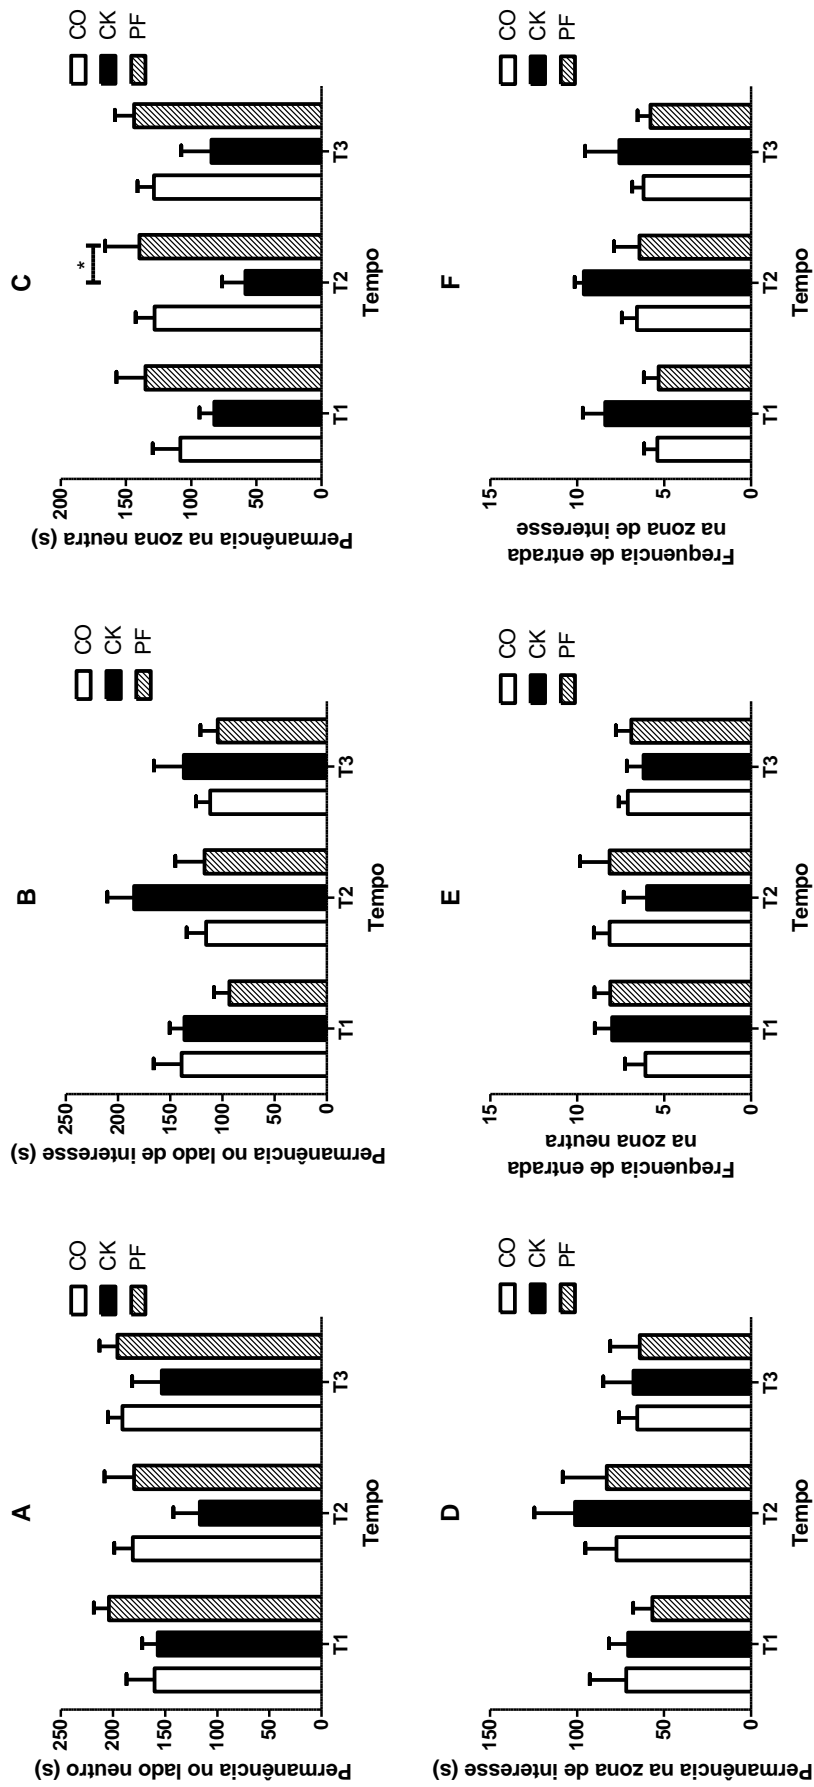 A
Permanência no lado neutro (s)
250
200
150
100
50
0
T1
T2
T3
Tempo
CO
CK
PF
B
Permanência no lado de interesse (s)
250
200
150
100
50
0
T1
T2
T3
Tempo
CO
CK
PF
C
Permanência na zona neutra (s)
200
150
100
50
0
*
T1
T2
T3
Tempo
CO
CK
PF
D
Permanência na zona de interesse (s)
150
100
50
0
T1
T2
T3
Tempo
CO
CK
PF
E
Frequencia de entrada
na zona neutra
15
10
5
0
T1
T2
T3
Tempo
CO
CK
PF
F
Frequencia de entrada
na zona de interesse
15
10
5
0
T1
T2
T3
Tempo
CO
CK
PF